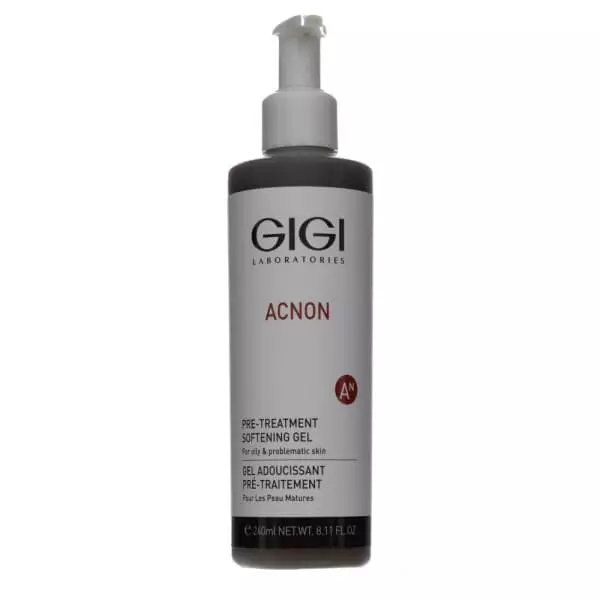 GIGI
LABORATORIES
ACNON
AN
PRE-TREATMENT
SOFTENING GEL
For oily & problematic skin
GEL ADOUCISSANT
PRÉ-TRAITEMENT
Pour Les Peau Matures
e 240ml NET.WT. 8.11 FL.OZ